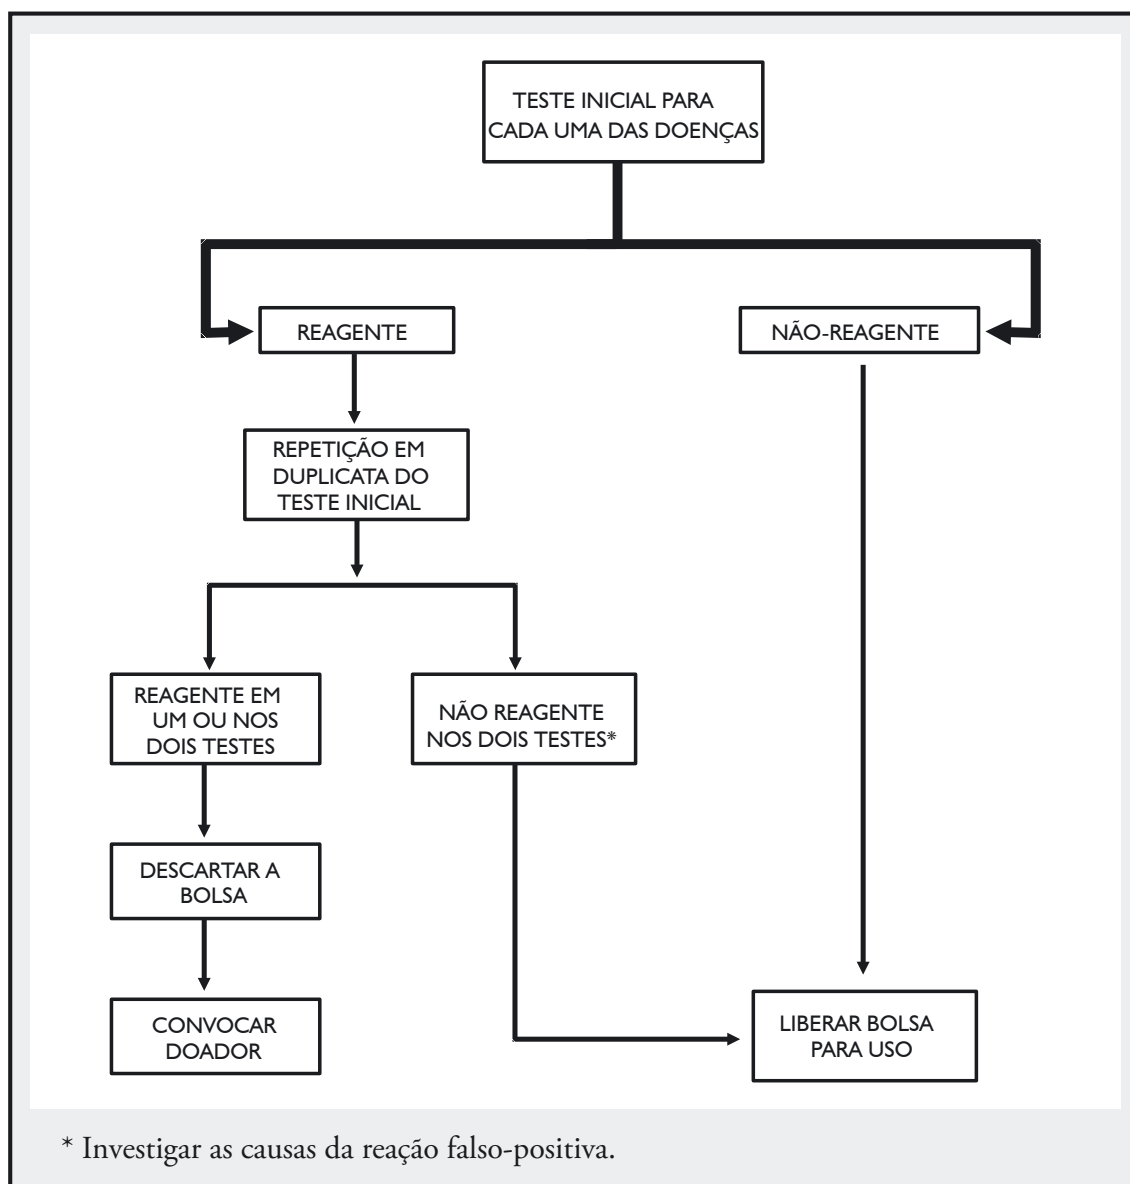 TESTE INICIAL PARA
CADA UMA DAS DOENÇAS
REAGENTE
NÃO-REAGENTE
REPETIÇÃO EM
DUPLICATA DO
TESTE INICIAL
REAGENTE EM
UM OU NOS
DOIS TESTES
NÃO REAGENTE
NOS DOIS TESTES*
DESCARTAR A
BOLSA
CONVOCAR
DOADOR
LIBERAR BOLSA
PARA USO
* Investigar as causas da reação falso-positiva.